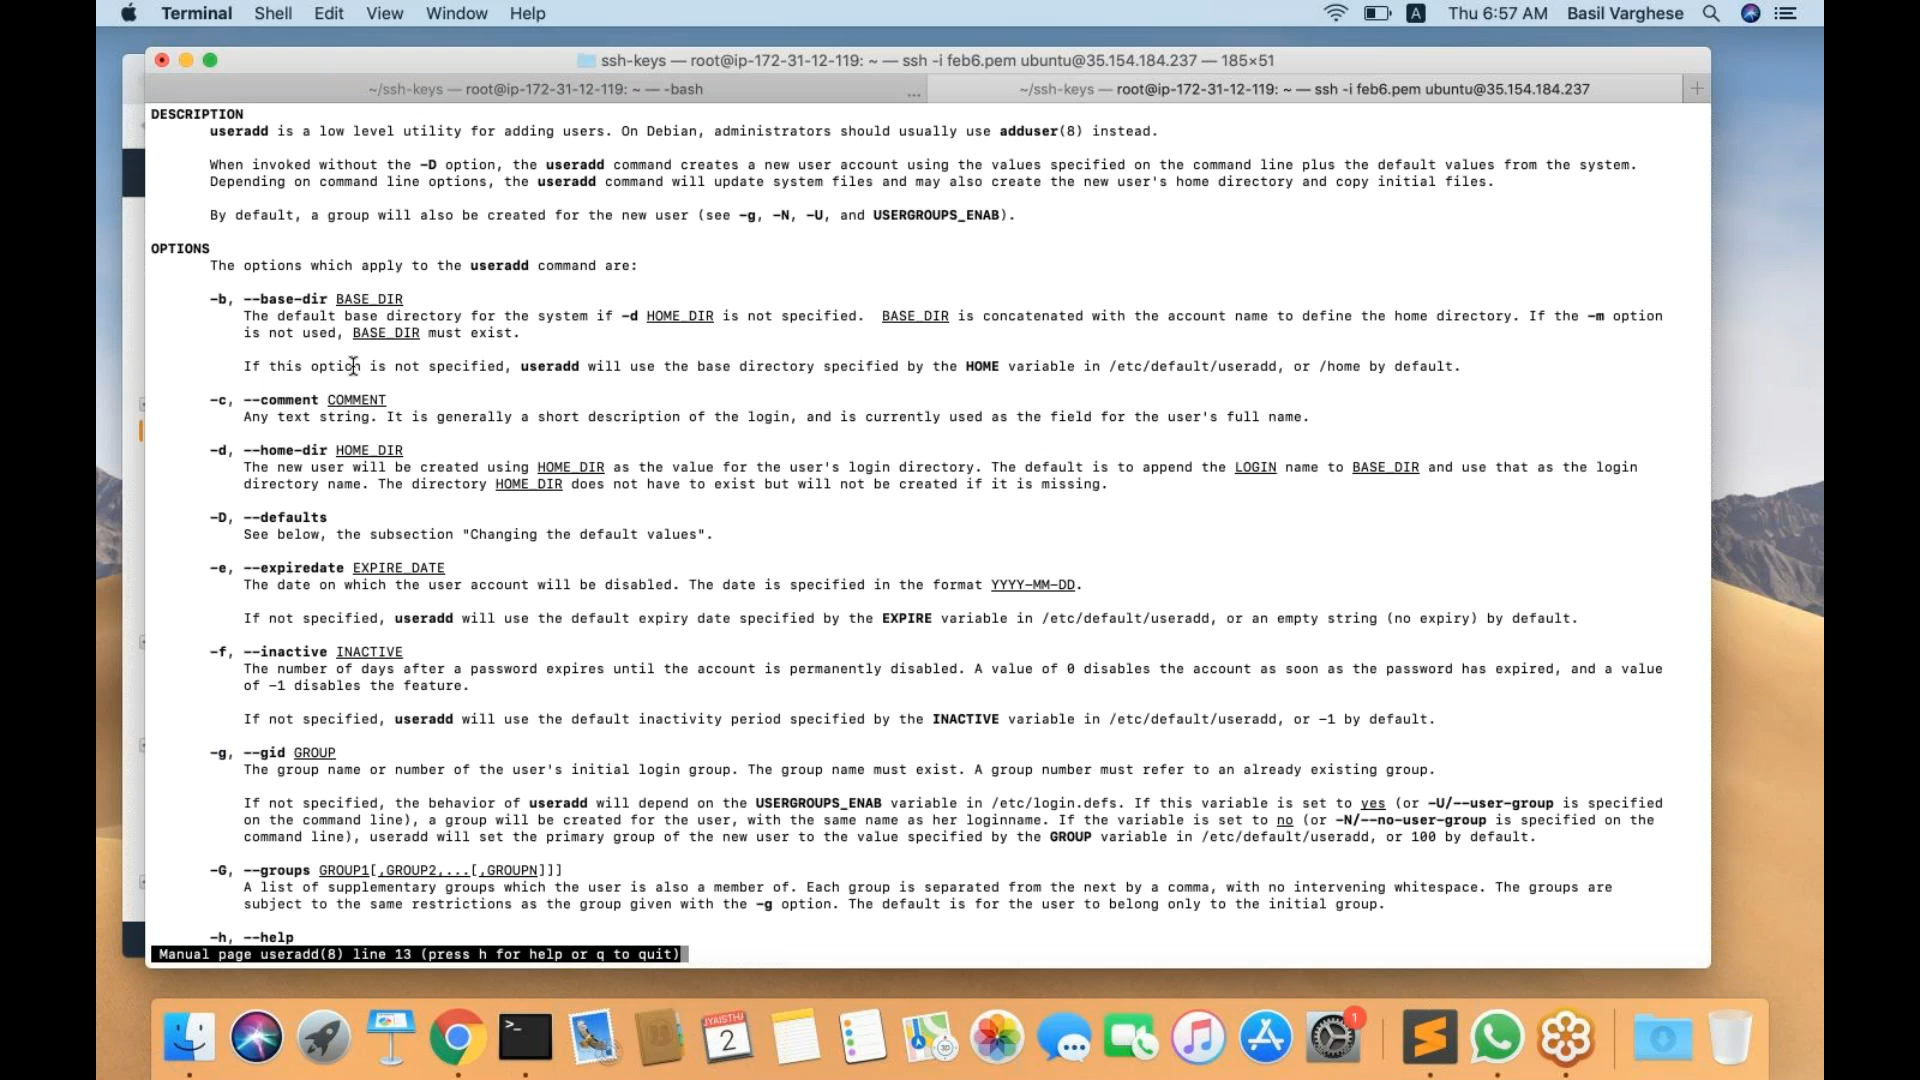 Terminal Shell Edit View Window Help A Thu 6:57 AM Basil Varghese
ssh-keys — root@ip-172-31-12-119: ~ — ssh -i feb6.pem ubuntu@35.154.184.237 — 185×51
~/ssh-keys — root@ip-172-31-12-119: ~ — -bash ... ~/ssh-keys — root@ip-172-31-12-119: ~ — ssh -i feb6.pem ubuntu@35.154.184.237 +
DESCRIPTION
useradd is a low level utility for adding users. On Debian, administrators should usually use adduser(8) instead.
When invoked without the -D option, the useradd command creates a new user account using the values specified on the command line plus the default values from the system.
Depending on command line options, the useradd command will update system files and may also create the new user's home directory and copy initial files.
By default, a group will also be created for the new user (see -g, -N, -U, and USERGROUPS_ENAB).
OPTIONS
The options which apply to the useradd command are:
-b, --base-dir BASE_DIR
The default base directory for the system if -d HOME_DIR is not specified. BASE_DIR is concatenated with the account name to define the home directory. If the -m option
is not used, BASE_DIR must exist.
If this option is not specified, useradd will use the base directory specified by the HOME variable in /etc/default/useradd, or /home by default.
-c, --comment COMMENT
Any text string. It is generally a short description of the login, and is currently used as the field for the user's full name.
-d, --home-dir HOME_DIR
The new user will be created using HOME_DIR as the value for the user's login directory. The default is to append the LOGIN name to BASE_DIR and use that as the login
directory name. The directory HOME_DIR does not have to exist but will not be created if it is missing.
-D, --defaults
See below, the subsection "Changing the default values".
-e, --expiredate EXPIRE_DATE
The date on which the user account will be disabled. The date is specified in the format YYYY-MM-DD.
If not specified, useradd will use the default expiry date specified by the EXPIRE variable in /etc/default/useradd, or an empty string (no expiry) by default.
-f, --inactive INACTIVE
The number of days after a password expires until the account is permanently disabled. A value of 0 disables the account as soon as the password has expired, and a value
of -1 disables the feature.
If not specified, useradd will use the default inactivity period specified by the INACTIVE variable in /etc/default/useradd, or -1 by default.
-g, --gid GROUP
The group name or number of the user's initial login group. The group name must exist. A group number must refer to an already existing group.
If not specified, the behavior of useradd will depend on the USERGROUPS_ENAB variable in /etc/login.defs. If this variable is set to yes (or -U/--user-group is specified
on the command line), a group will be created for the user, with the same name as her loginname. If the variable is set to no (or -N/--no-user-group is specified on the
command line), useradd will set the primary group of the new user to the value specified by the GROUP variable in /etc/default/useradd, or 100 by default.
-G, --groups GROUP1[,GROUP2,...[,GROUPN]]]
A list of supplementary groups which the user is also a member of. Each group is separated from the next by a comma, with no intervening whitespace. The groups are
subject to the same restrictions as the group given with the -g option. The default is for the user to belong only to the initial group.
-h, --help
Manual page useradd(8) line 13 (press h for help or q to quit)
>_
JYAISTHA
2
3D
1